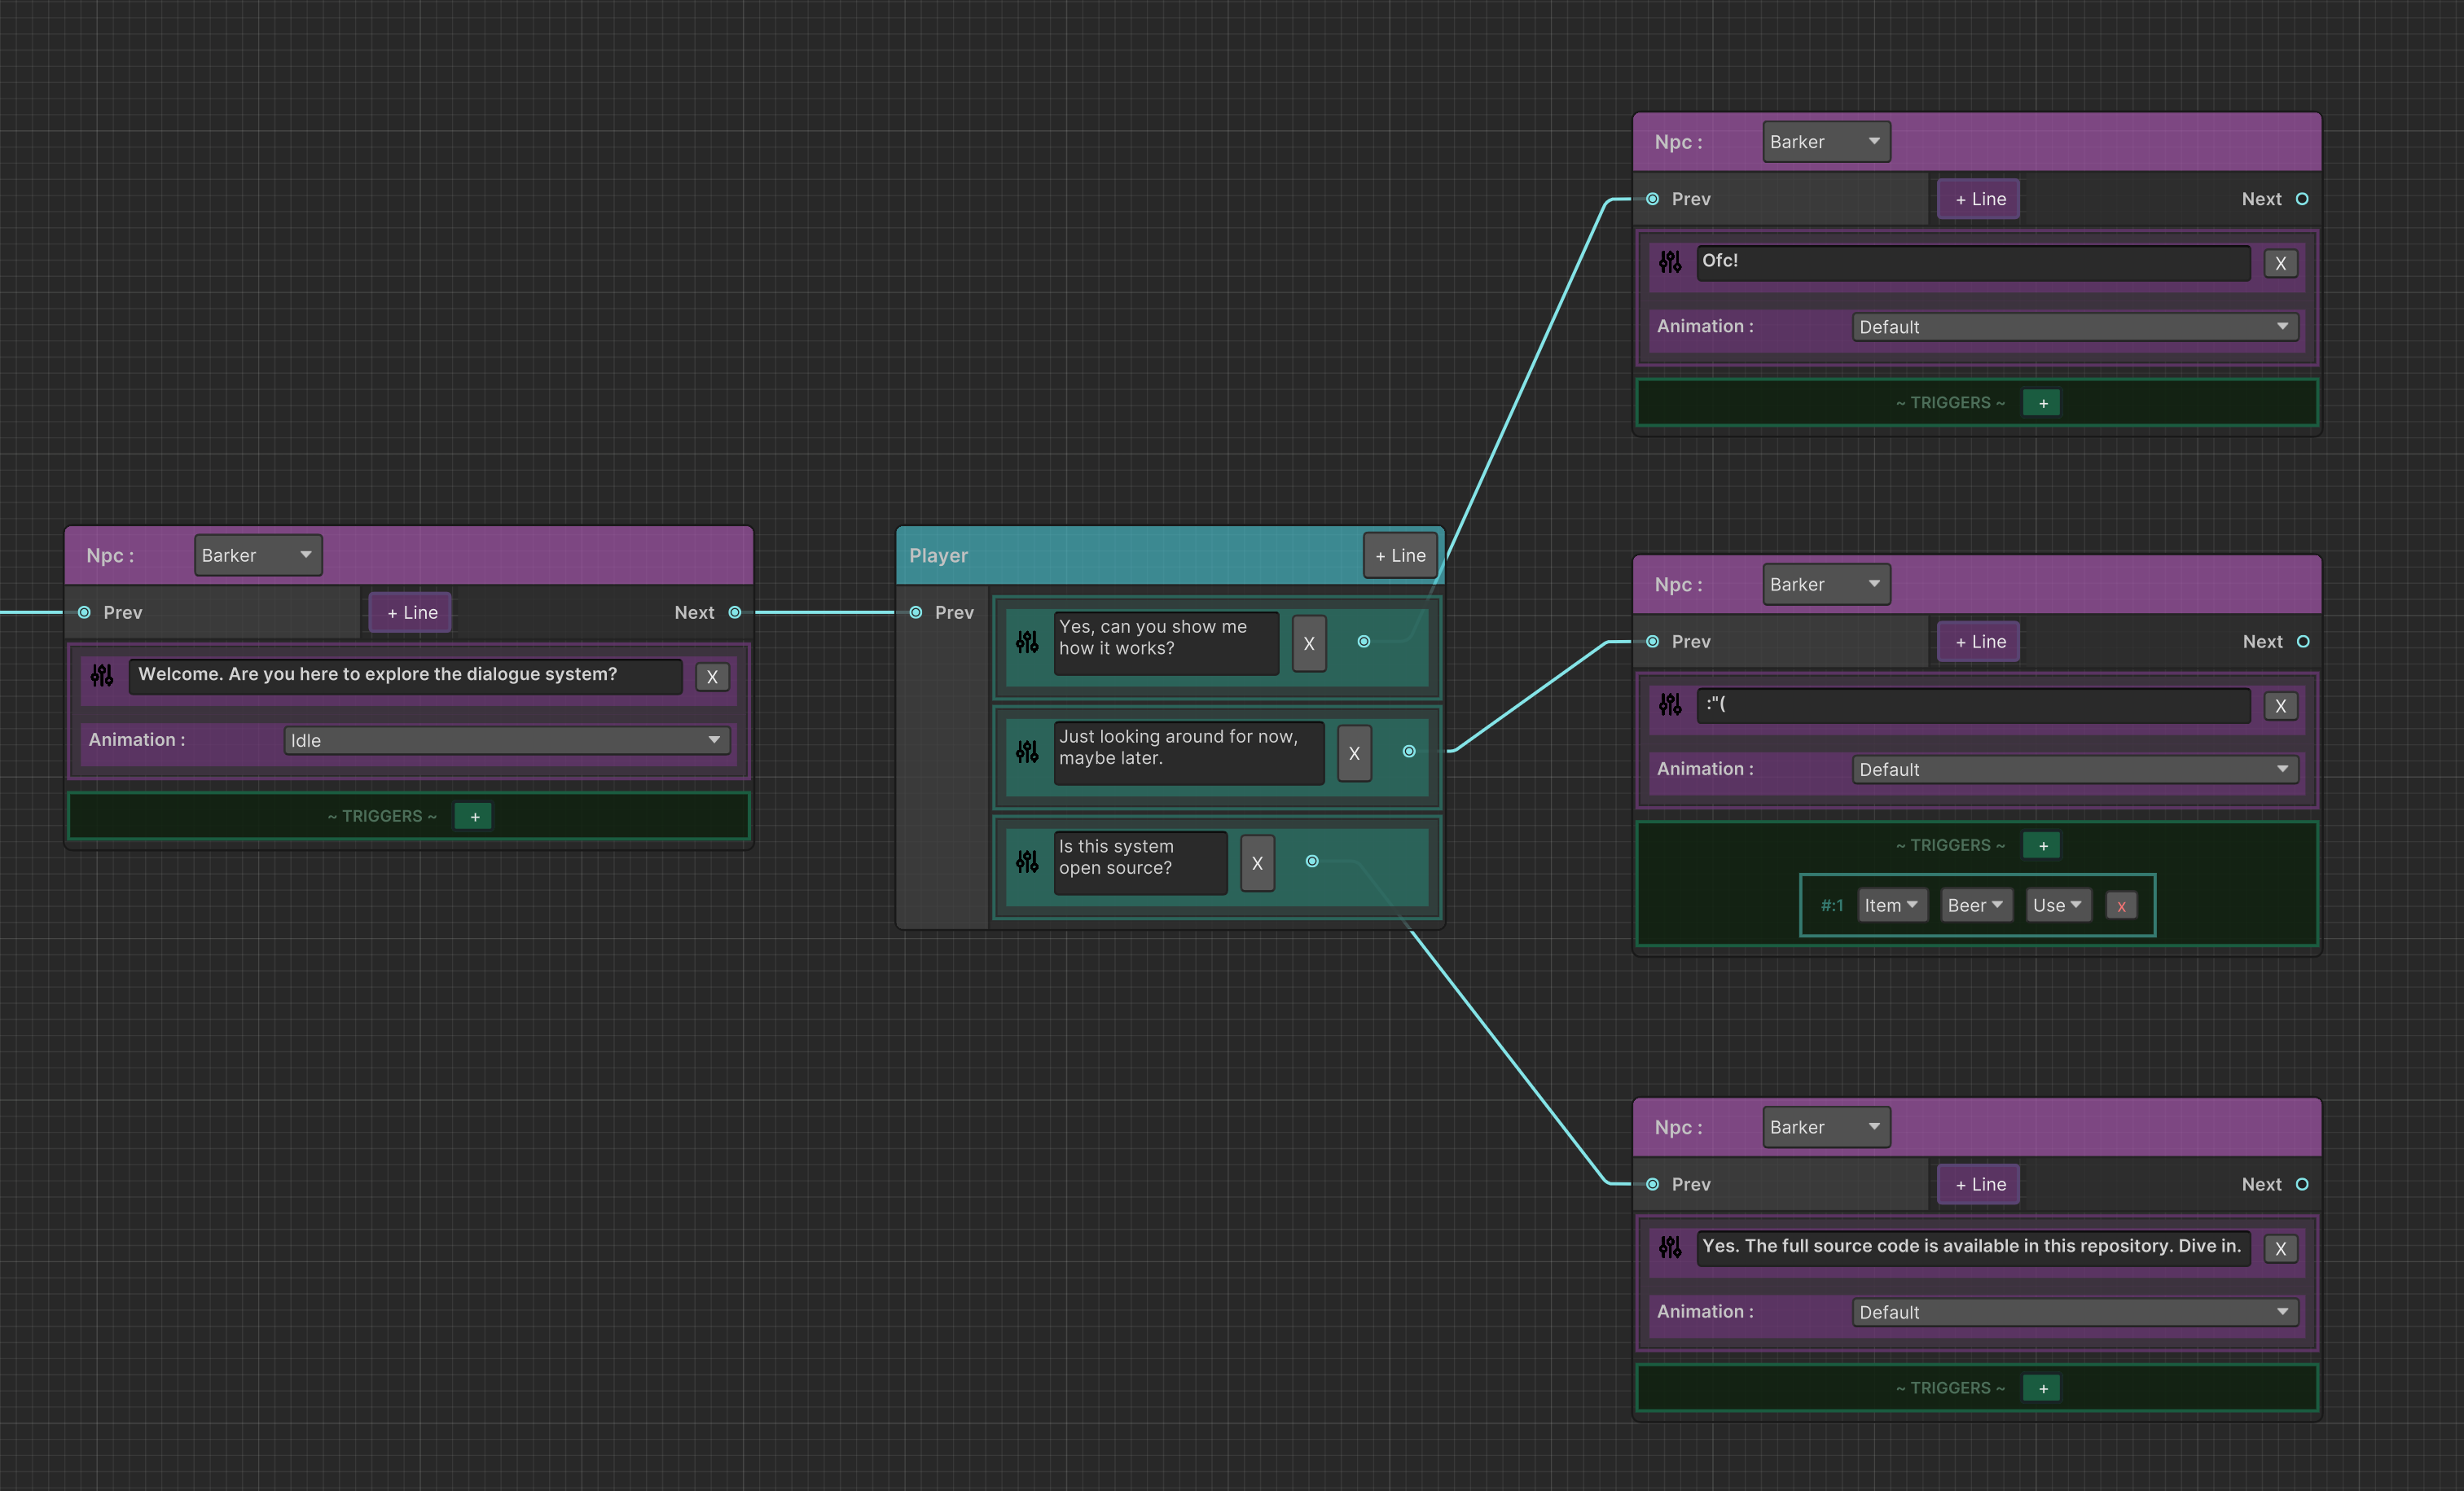 Npc :
Barker
Prev
+ Line
Next
Welcome. Are you here to explore the dialogue system?
X
Animation :
Idle
~ TRIGGERS ~
+
Player
+ Line
Prev
Yes, can you show me
how it works?
X
Just looking around for now,
maybe later.
X
Is this system
open source?
X
Npc :
Barker
Prev
+ Line
Next
Ofc!
X
Animation :
Default
~ TRIGGERS ~
+
Npc :
Barker
Prev
+ Line
Next
:"(
X
Animation :
Default
~ TRIGGERS ~
+
#:1
Item
Beer
Use
x
Npc :
Barker
Prev
+ Line
Next
Yes. The full source code is available in this repository. Dive in.
X
Animation :
Default
~ TRIGGERS ~
+